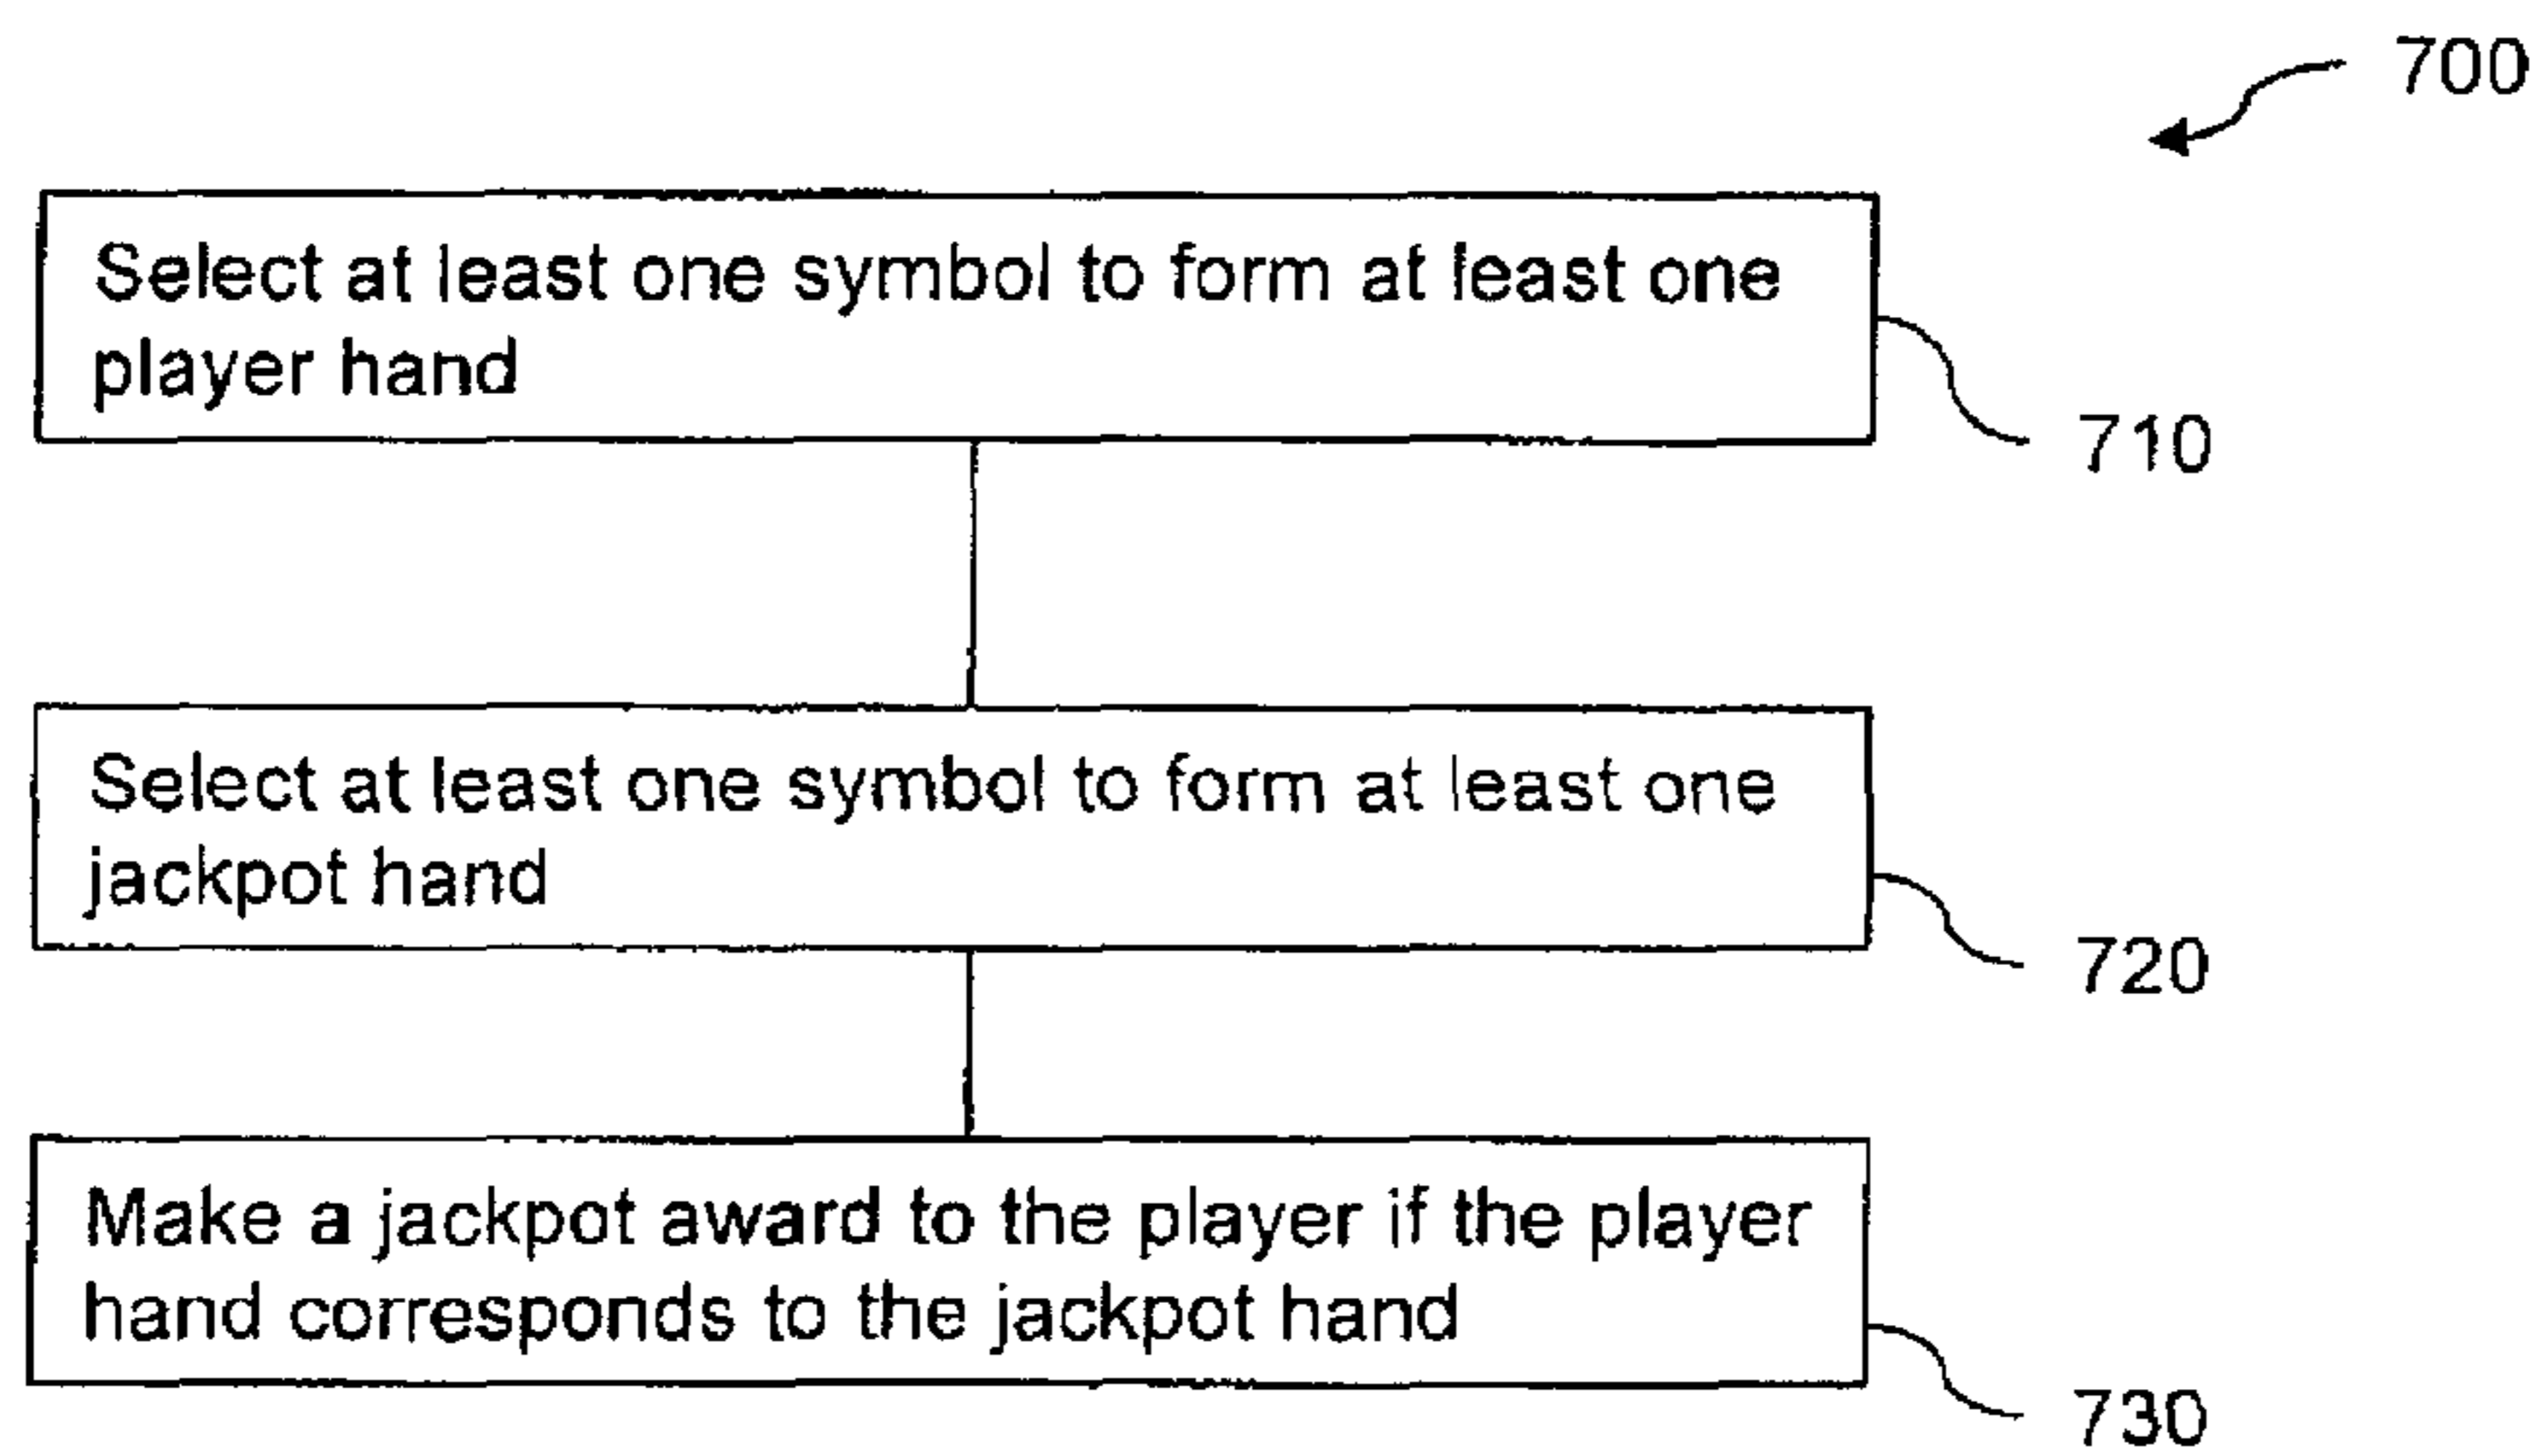 700
Select at least one symbol to form at least one
player hand
710
Select at least one symbol to form at least one
jackpot hand
720
Make a jackpot award to the player if the player
hand corresponds to the jackpot hand
730